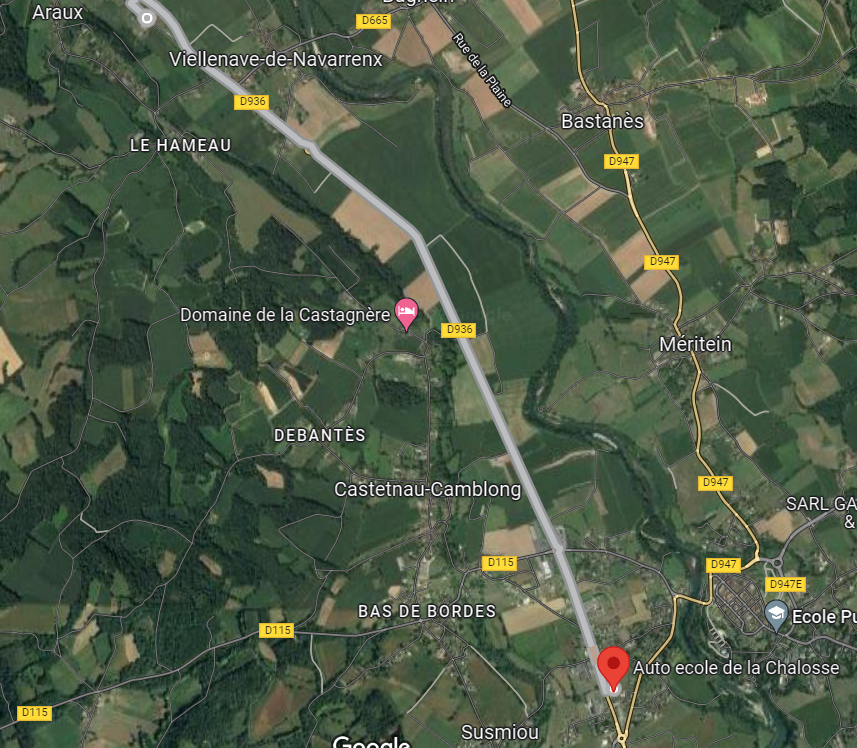 Araux
D665
Viellenave-de-Navarrenx
Rue de la Plaine
D936
Bastanès
LE HAMEAU
D947
D947
Domaine de la Castagnère
D936
Méritein
DEBANTÈS
Castetnau-Camblong
D947
SARL GA
&
D115
D947
D947E
BAS DE BORDES
Ecole Pu
D115
Auto ecole de la Chalosse
D115
Susmiou
Google